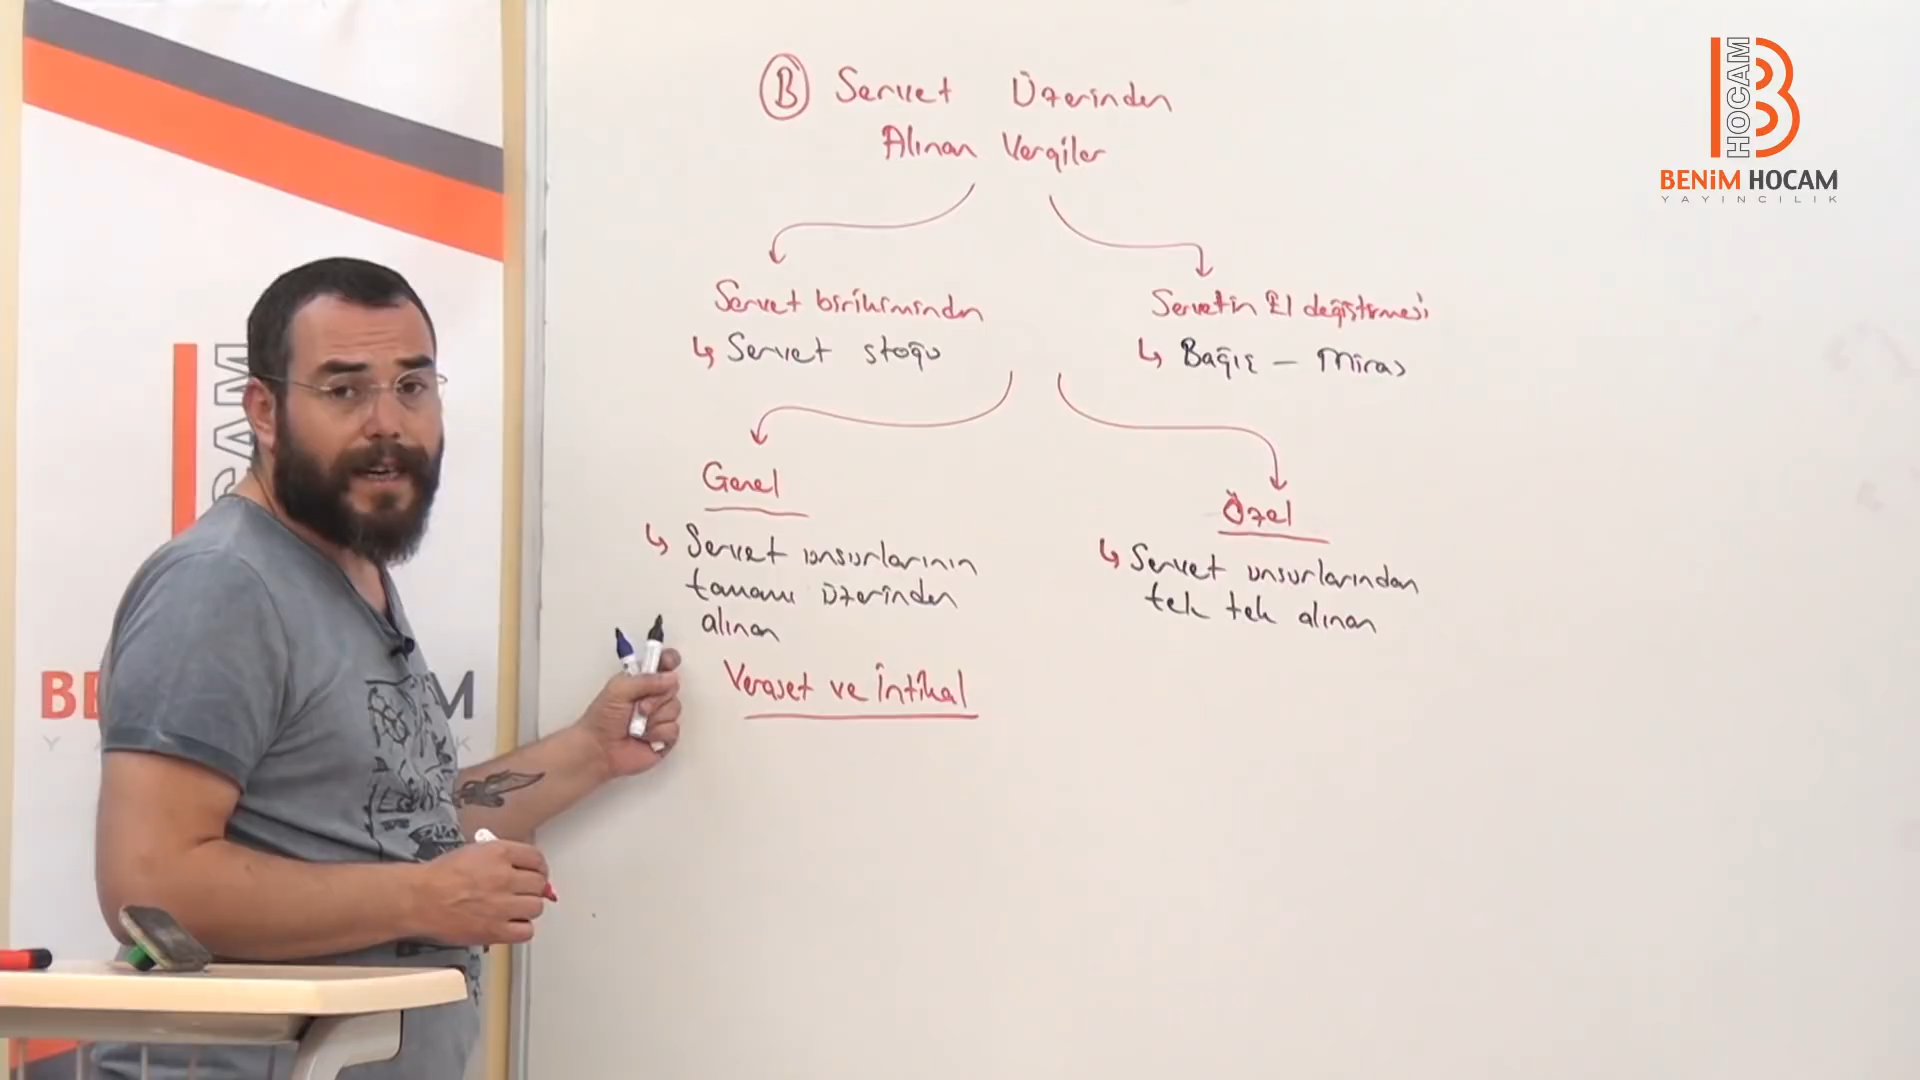 B Servet Üzerinden
Alınan Vergiler
Servet birikiminden
Servetin El değiştirmesi
↳ Servet stoğu
↳ Bağış - Miras
Genel
Özel
↳ Servet unsurlarının
tamamı üzerinden
alınan
↳ Servet unsurlarından
tek tek alınan
Veraset ve İntikal
HOCAM
B
BENİM HOCAM
YAYINCILIK